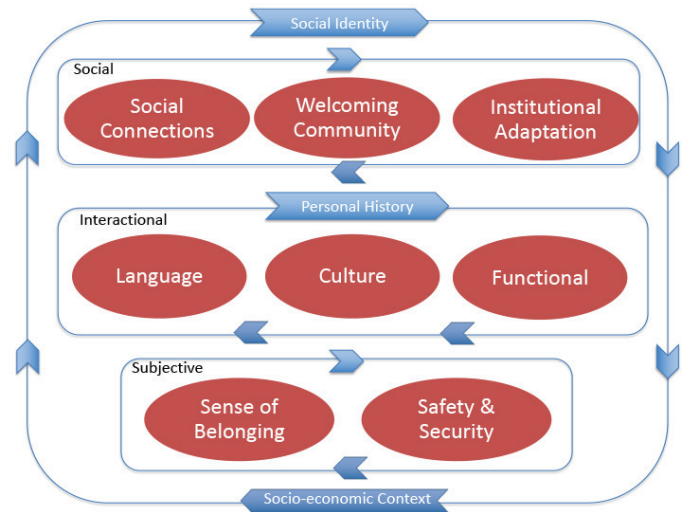 Social Identity
Social
Social
Connections
Welcoming
Community
Institutional
Adaptation
Personal History
Interactional
Language
Culture
Functional
Subjective
Sense of
Belonging
Safety &
Security
Socio-economic Context